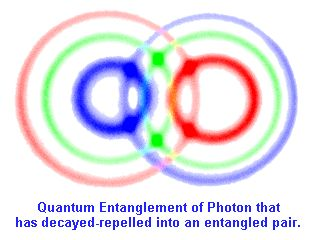 Quantum Entanglement of Photon that
has decayed-repelled into an entangled pair.